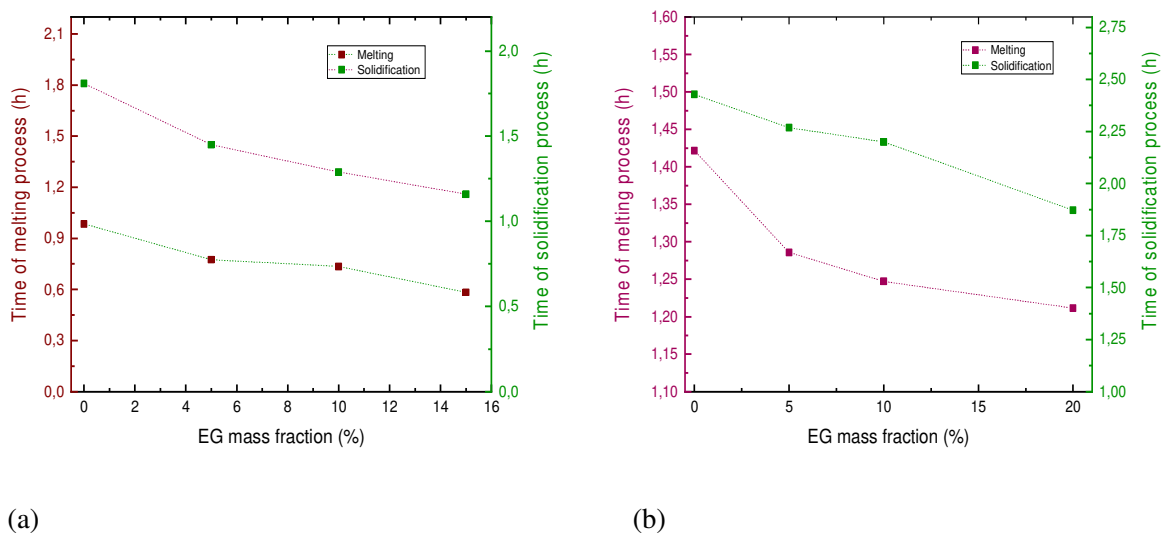 2,1
1,8
1,5
1,2
0,9
0,6
0,3
0,0
Time of melting process (h)
Melting
Solidification
2,0
1,5
1,0
0,5
0,0
Time of solidification process (h)
0 2 4 6 8 10 12 14 16
EG mass fraction (%)
(a)
1,60
1,55
1,50
1,45
1,40
1,35
1,30
1,25
1,20
1,15
1,10
Time of melting process (h)
Melting
Solidification
2,75
2,50
2,25
2,00
1,75
1,50
1,25
1,00
Time of solidification process (h)
0 5 10 15 20
EG mass fraction (%)
(b)